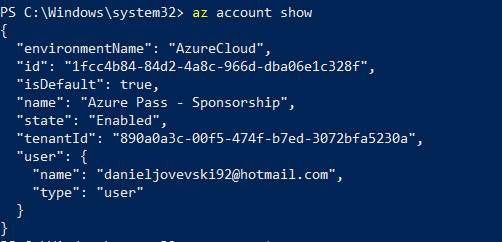 PS C:\Windows\system32> az account show
{
  "environmentName": "AzureCloud",
  "id": "1fcc4b84-84d2-4a8c-966d-dba06e1c328f",
  "isDefault": true,
  "name": "Azure Pass - Sponsorship",
  "state": "Enabled",
  "tenantId": "890a0a3c-00f5-474f-b7ed-3072bfa5230a",
  "user": {
    "name": "danieljovevski92@hotmail.com",
    "type": "user"
  }
}